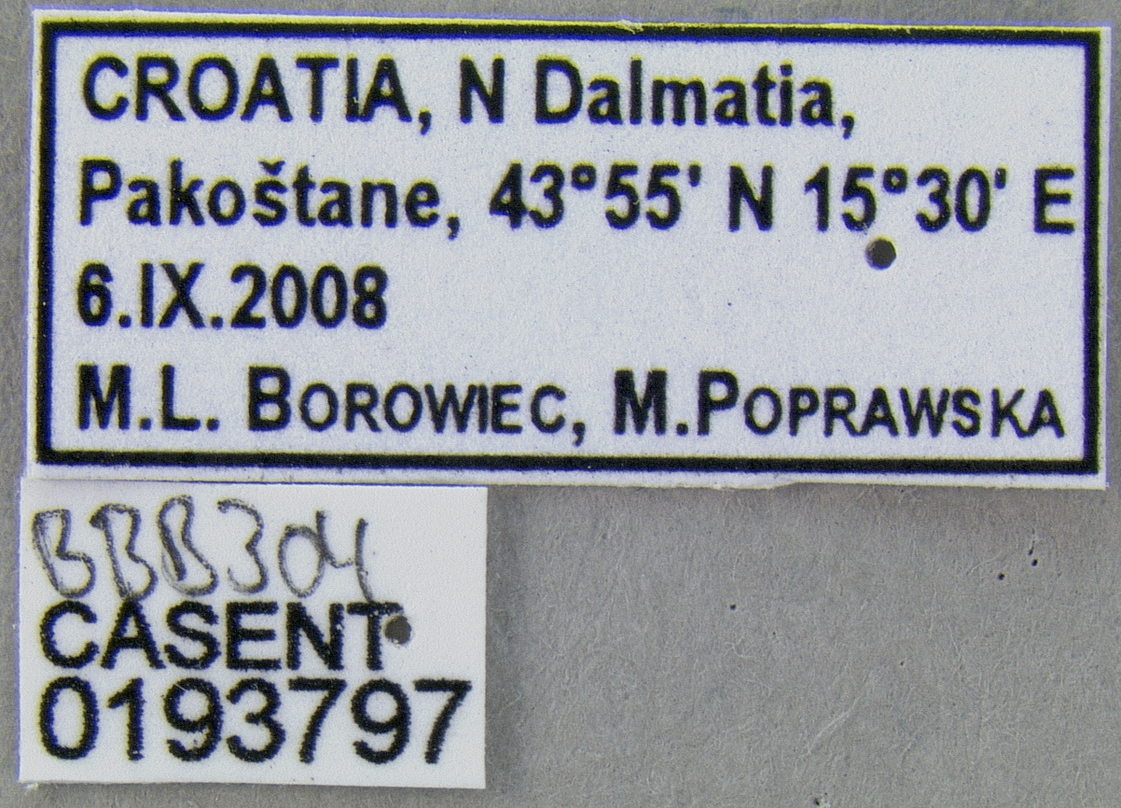 CROATIA, N Dalmatia,
Pakoštane, 43°55' N 15°30' E
6.IX.2008
M.L. BOROWIEC, M.POPRAWSKA
BBB304
CASENT
0193797